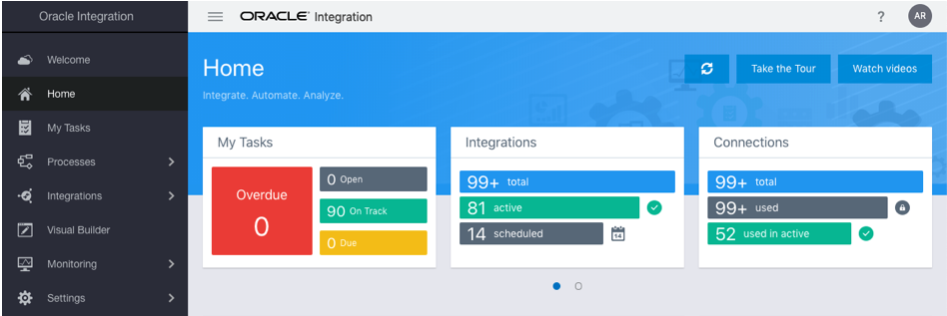 Oracle Integration
ORACLE® Integration
?
AR
Welcome
Home
My Tasks
Processes
Integrations
Visual Builder
Monitoring
Settings
Home
Integrate. Automate. Analyze.
Take the Tour
Watch videos
My Tasks
Overdue
0
0 Open
90 On Track
0 Due
Integrations
99+ total
81 active
14 scheduled
14
Connections
99+ total
99+ used
52 used in active